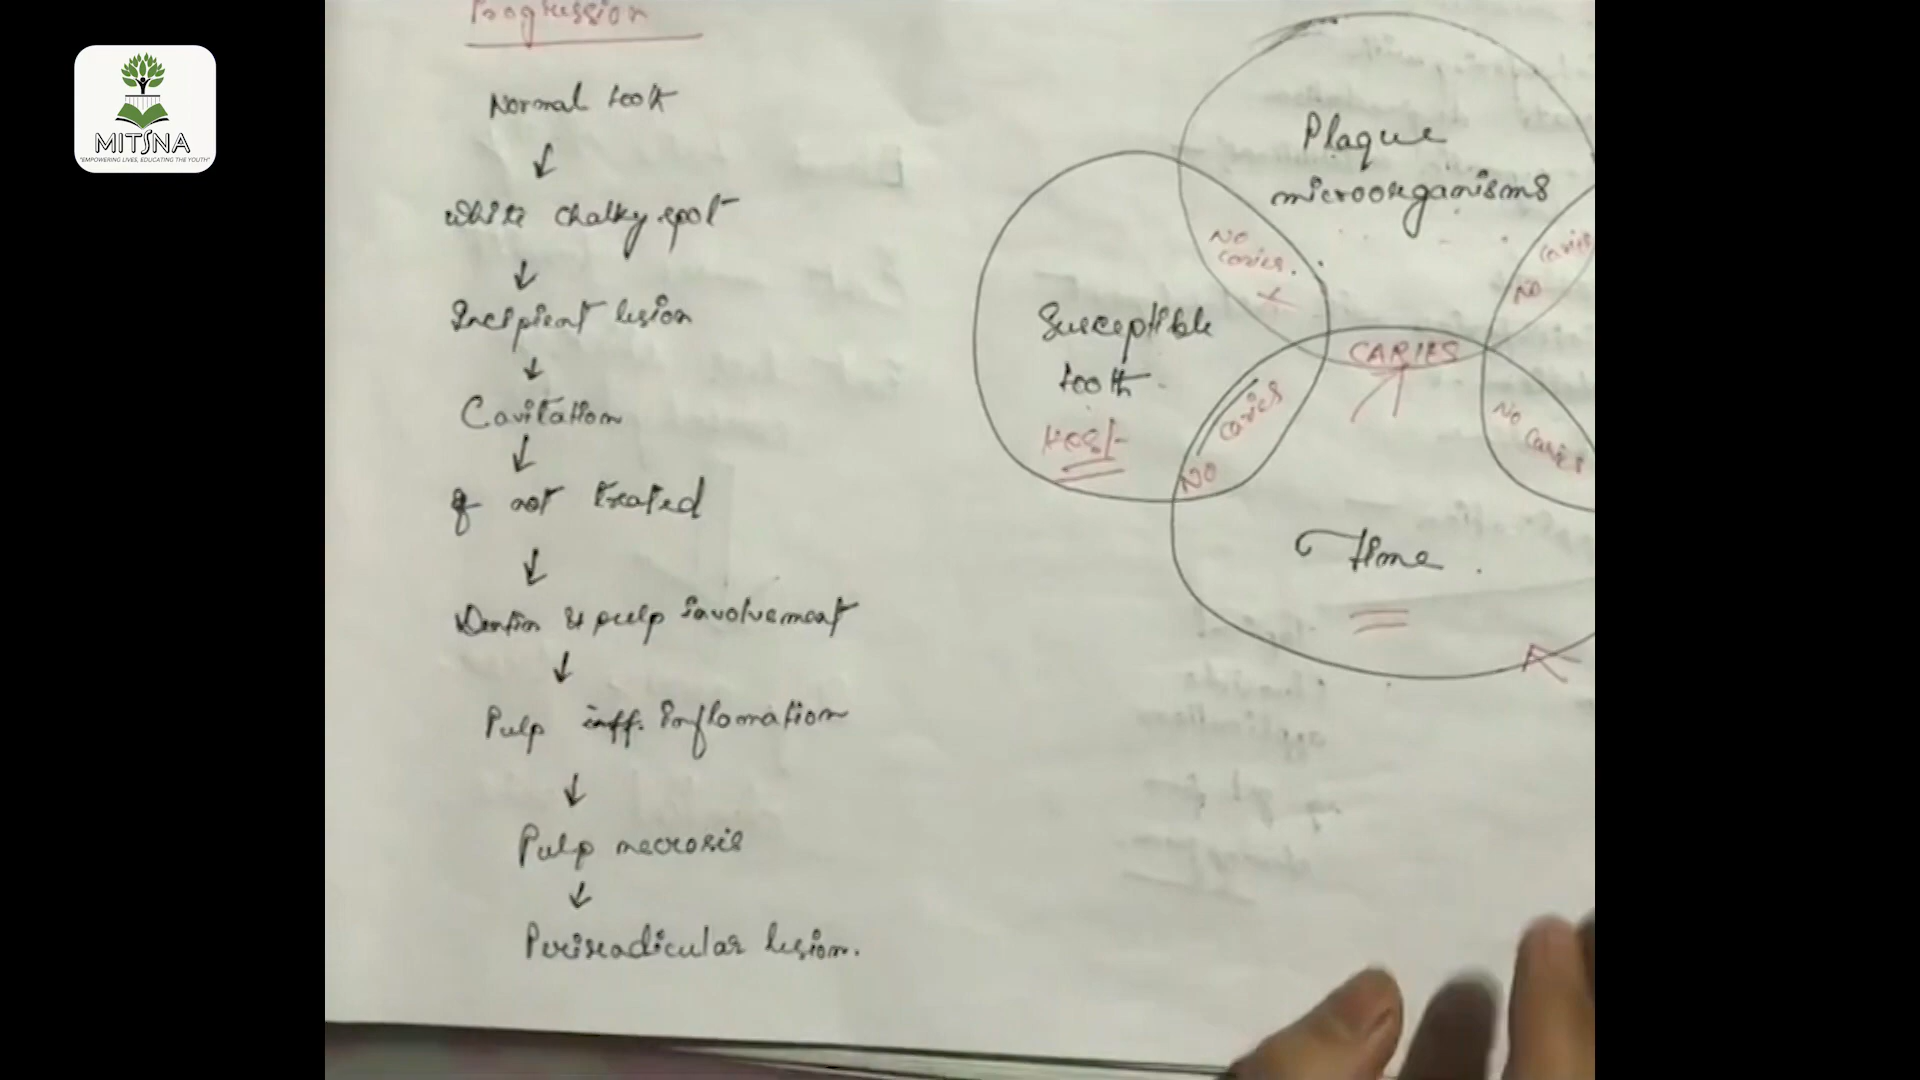 MITSNA
"EMPOWERING LIVES, EDUCATING THE YOUTH"
Progression
Normal tooth
↓
White chalky spot
↓
Incipient lesion
↓
Cavitation
↓
If not treated
↓
Dentin & pulp involvement
↓
Pulp inff. Inflamation
↓
Pulp necrosis
↓
Periradicular lesion.
Plaque
microorganisms
NO
caries.
Caries
NO
Susceptible
tooth
HOST
CARIES
NO caries
NO Caries
Time